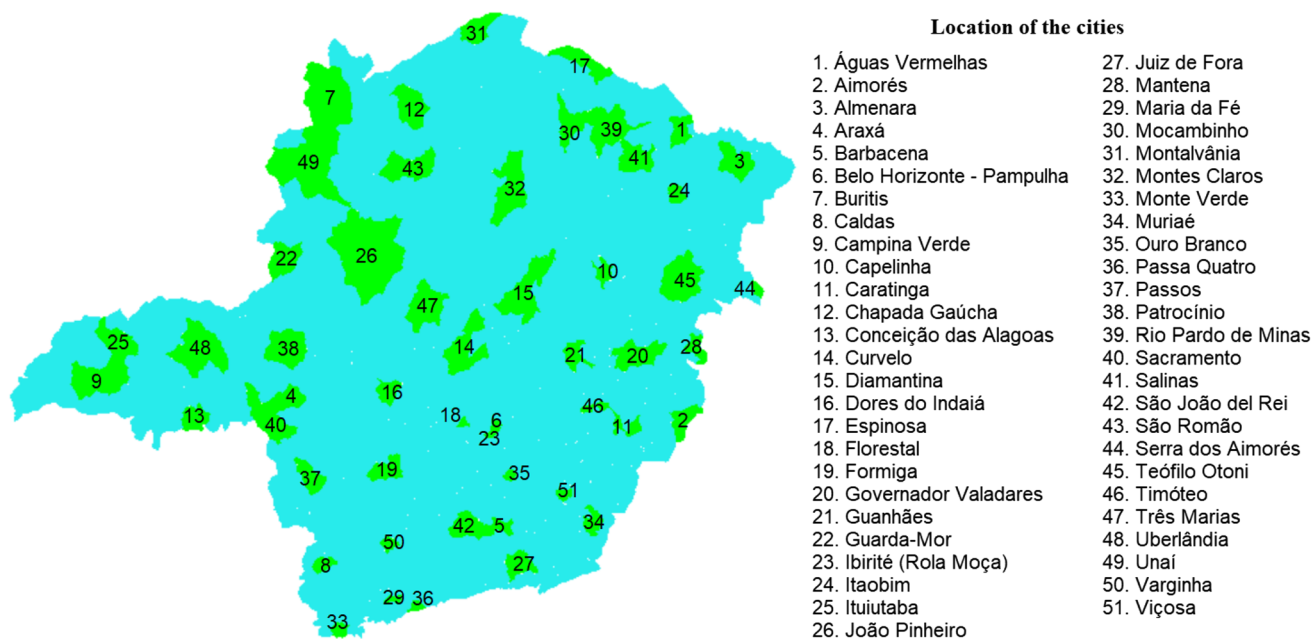 Location of the cities
1. Águas Vermelhas
2. Aimorés
3. Almenara
4. Araxá
5. Barbacena
6. Belo Horizonte - Pampulha
7. Buritis
8. Caldas
9. Campina Verde
10. Capelinha
11. Caratinga
12. Chapada Gaúcha
13. Conceição das Alagoas
14. Curvelo
15. Diamantina
16. Dores do Indaiá
17. Espinosa
18. Florestal
19. Formiga
20. Governador Valadares
21. Guanhães
22. Guarda-Mor
23. Ibirité (Rola Moça)
24. Itaobim
25. Ituiutaba
26. João Pinheiro
27. Juiz de Fora
28. Mantena
29. Maria da Fé
30. Mocambinho
31. Montalvânia
32. Montes Claros
33. Monte Verde
34. Muriaé
35. Ouro Branco
36. Passa Quatro
37. Passos
38. Patrocínio
39. Rio Pardo de Minas
40. Sacramento
41. Salinas
42. São João del Rei
43. São Romão
44. Serra dos Aimorés
45. Teófilo Otoni
46. Timóteo
47. Três Marias
48. Uberlândia
49. Unaí
50. Varginha
51. Viçosa
31
17
7
12
30
39
1
49
43
41
3
32
24
22
26
10
45
15
44
47
25
48
38
14
21
20
28
9
4
16
46
13
40
18
6
11
2
23
37
19
35
51
42
5
34
50
8
27
29
36
33